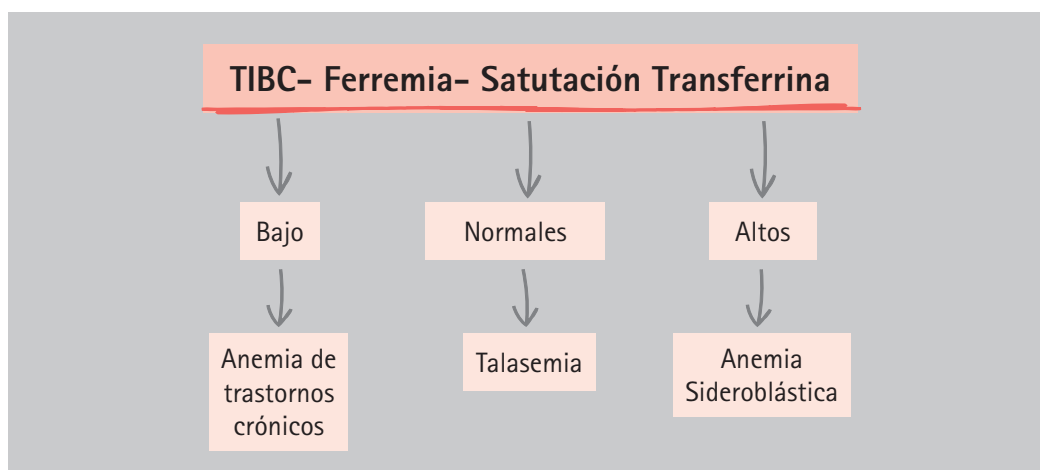 TIBC- Ferremia- Satutación Transferrina
Bajo
Normales
Altos
Anemia de
trastornos
crónicos
Talasemia
Anemia
Sideroblástica